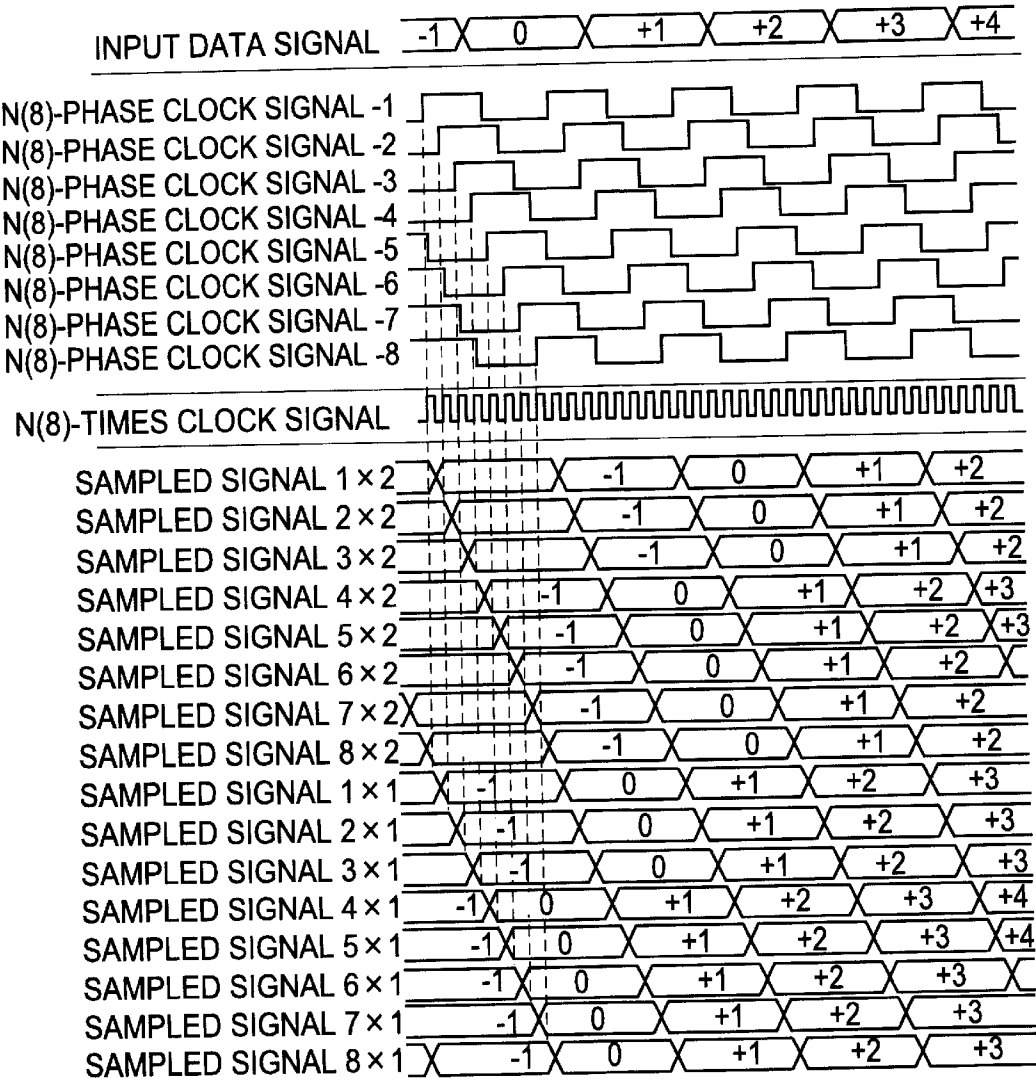 INPUT DATA SIGNAL -1 0 +1 +2 +3 +4
N(8)-PHASE CLOCK SIGNAL -1
N(8)-PHASE CLOCK SIGNAL -2
N(8)-PHASE CLOCK SIGNAL -3
N(8)-PHASE CLOCK SIGNAL -4
N(8)-PHASE CLOCK SIGNAL -5
N(8)-PHASE CLOCK SIGNAL -6
N(8)-PHASE CLOCK SIGNAL -7
N(8)-PHASE CLOCK SIGNAL -8
N(8)-TIMES CLOCK SIGNAL
SAMPLED SIGNAL 1×2 -1 0 +1 +2
SAMPLED SIGNAL 2×2 -1 0 +1 +2
SAMPLED SIGNAL 3×2 -1 0 +1 +2
SAMPLED SIGNAL 4×2 -1 0 +1 +2 +3
SAMPLED SIGNAL 5×2 -1 0 +1 +2 +3
SAMPLED SIGNAL 6×2 -1 0 +1 +2
SAMPLED SIGNAL 7×2 -1 0 +1 +2
SAMPLED SIGNAL 8×2 -1 0 +1 +2
SAMPLED SIGNAL 1×1 -1 0 +1 +2 +3
SAMPLED SIGNAL 2×1 -1 0 +1 +2 +3
SAMPLED SIGNAL 3×1 -1 0 +1 +2 +3
SAMPLED SIGNAL 4×1 -1 0 +1 +2 +3 +4
SAMPLED SIGNAL 5×1 -1 0 +1 +2 +3 +4
SAMPLED SIGNAL 6×1 -1 0 +1 +2 +3
SAMPLED SIGNAL 7×1 -1 0 +1 +2 +3
SAMPLED SIGNAL 8×1 -1 0 +1 +2 +3